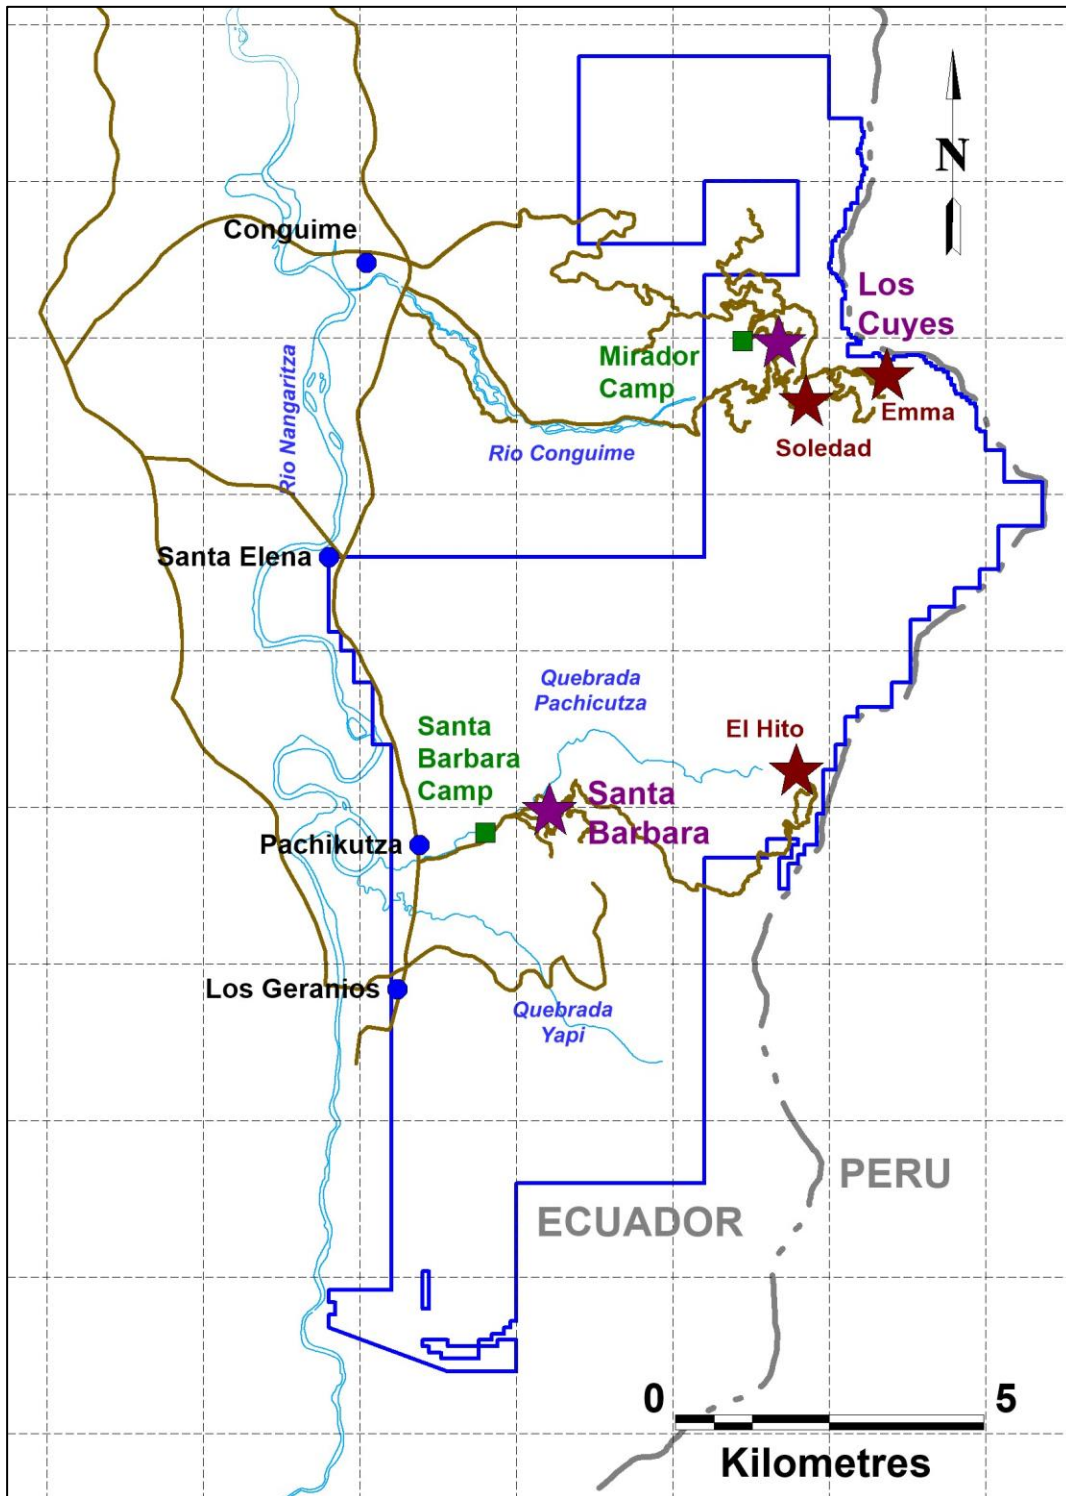 N
Conguime
Los
Cuyes
Mirador
Camp
Emma
Soledad
Rio Nangaritza
Rio Conguime
Santa Elena
Quebrada
Pachicutza
Santa
Barbara
Camp
El Hito
Santa
Barbara
Pachikutza
Los Geranios
Quebrada
Yapi
PERU
ECUADOR
0 5
Kilometres